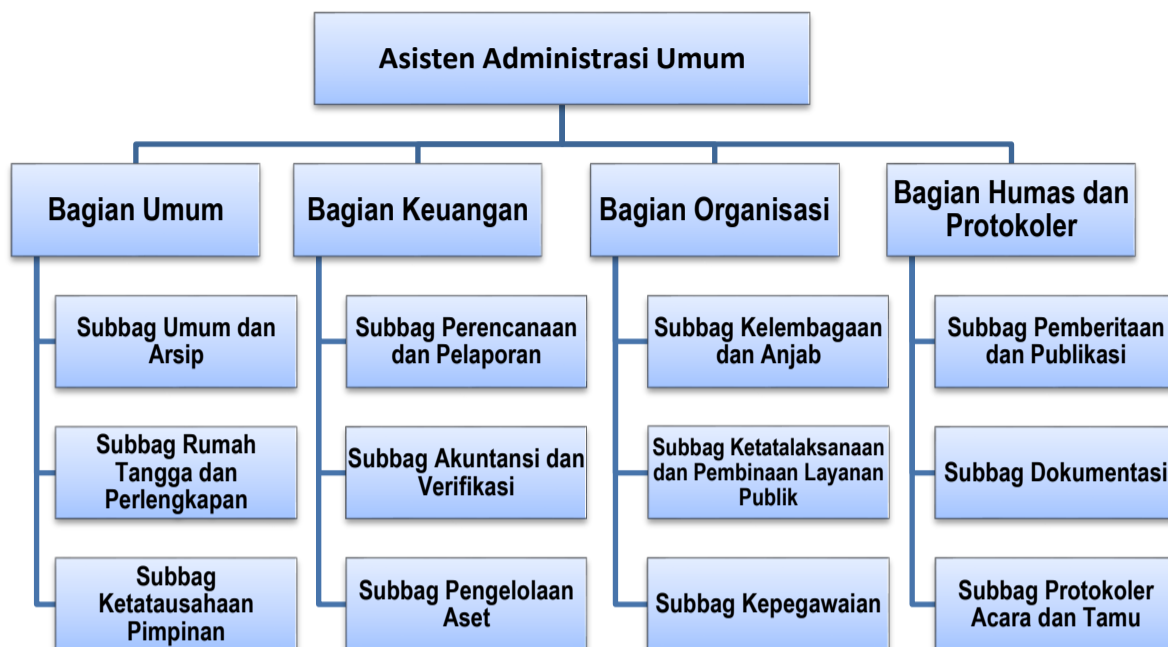 Asisten Administrasi Umum
Bagian Umum
Bagian Keuangan
Bagian Organisasi
Bagian Humas dan
Protokoler
Subbag Umum dan
Arsip
Subbag Perencanaan
dan Pelaporan
Subbag Kelembagaan
dan Anjab
Subbag Pemberitaan
dan Publikasi
Subbag Rumah
Tangga dan
Perlengkapan
Subbag Akuntansi dan
Verifikasi
Subbag Ketatalaksanaan
dan Pembinaan Layanan
Publik
Subbag Dokumentasi
Subbag
Ketatausahaan
Pimpinan
Subbag Pengelolaan
Aset
Subbag Kepegawaian
Subbag Protokoler
Acara dan Tamu